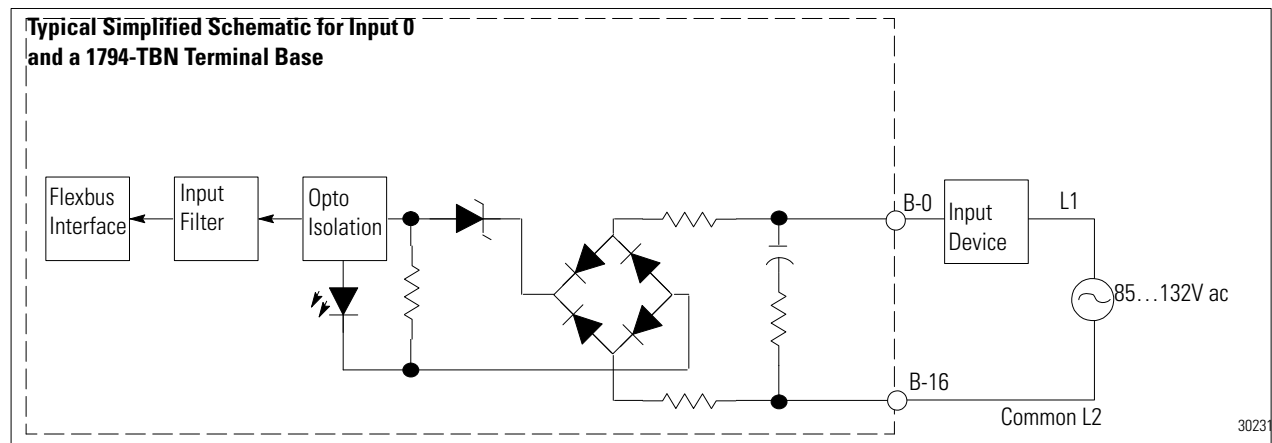 Typical Simplified Schematic for Input 0
and a 1794-TBN Terminal Base
Flexbus
Interface
Input
Filter
Opto
Isolation
B-0
Input
Device
L1
85...132V ac
B-16
Common L2
30231